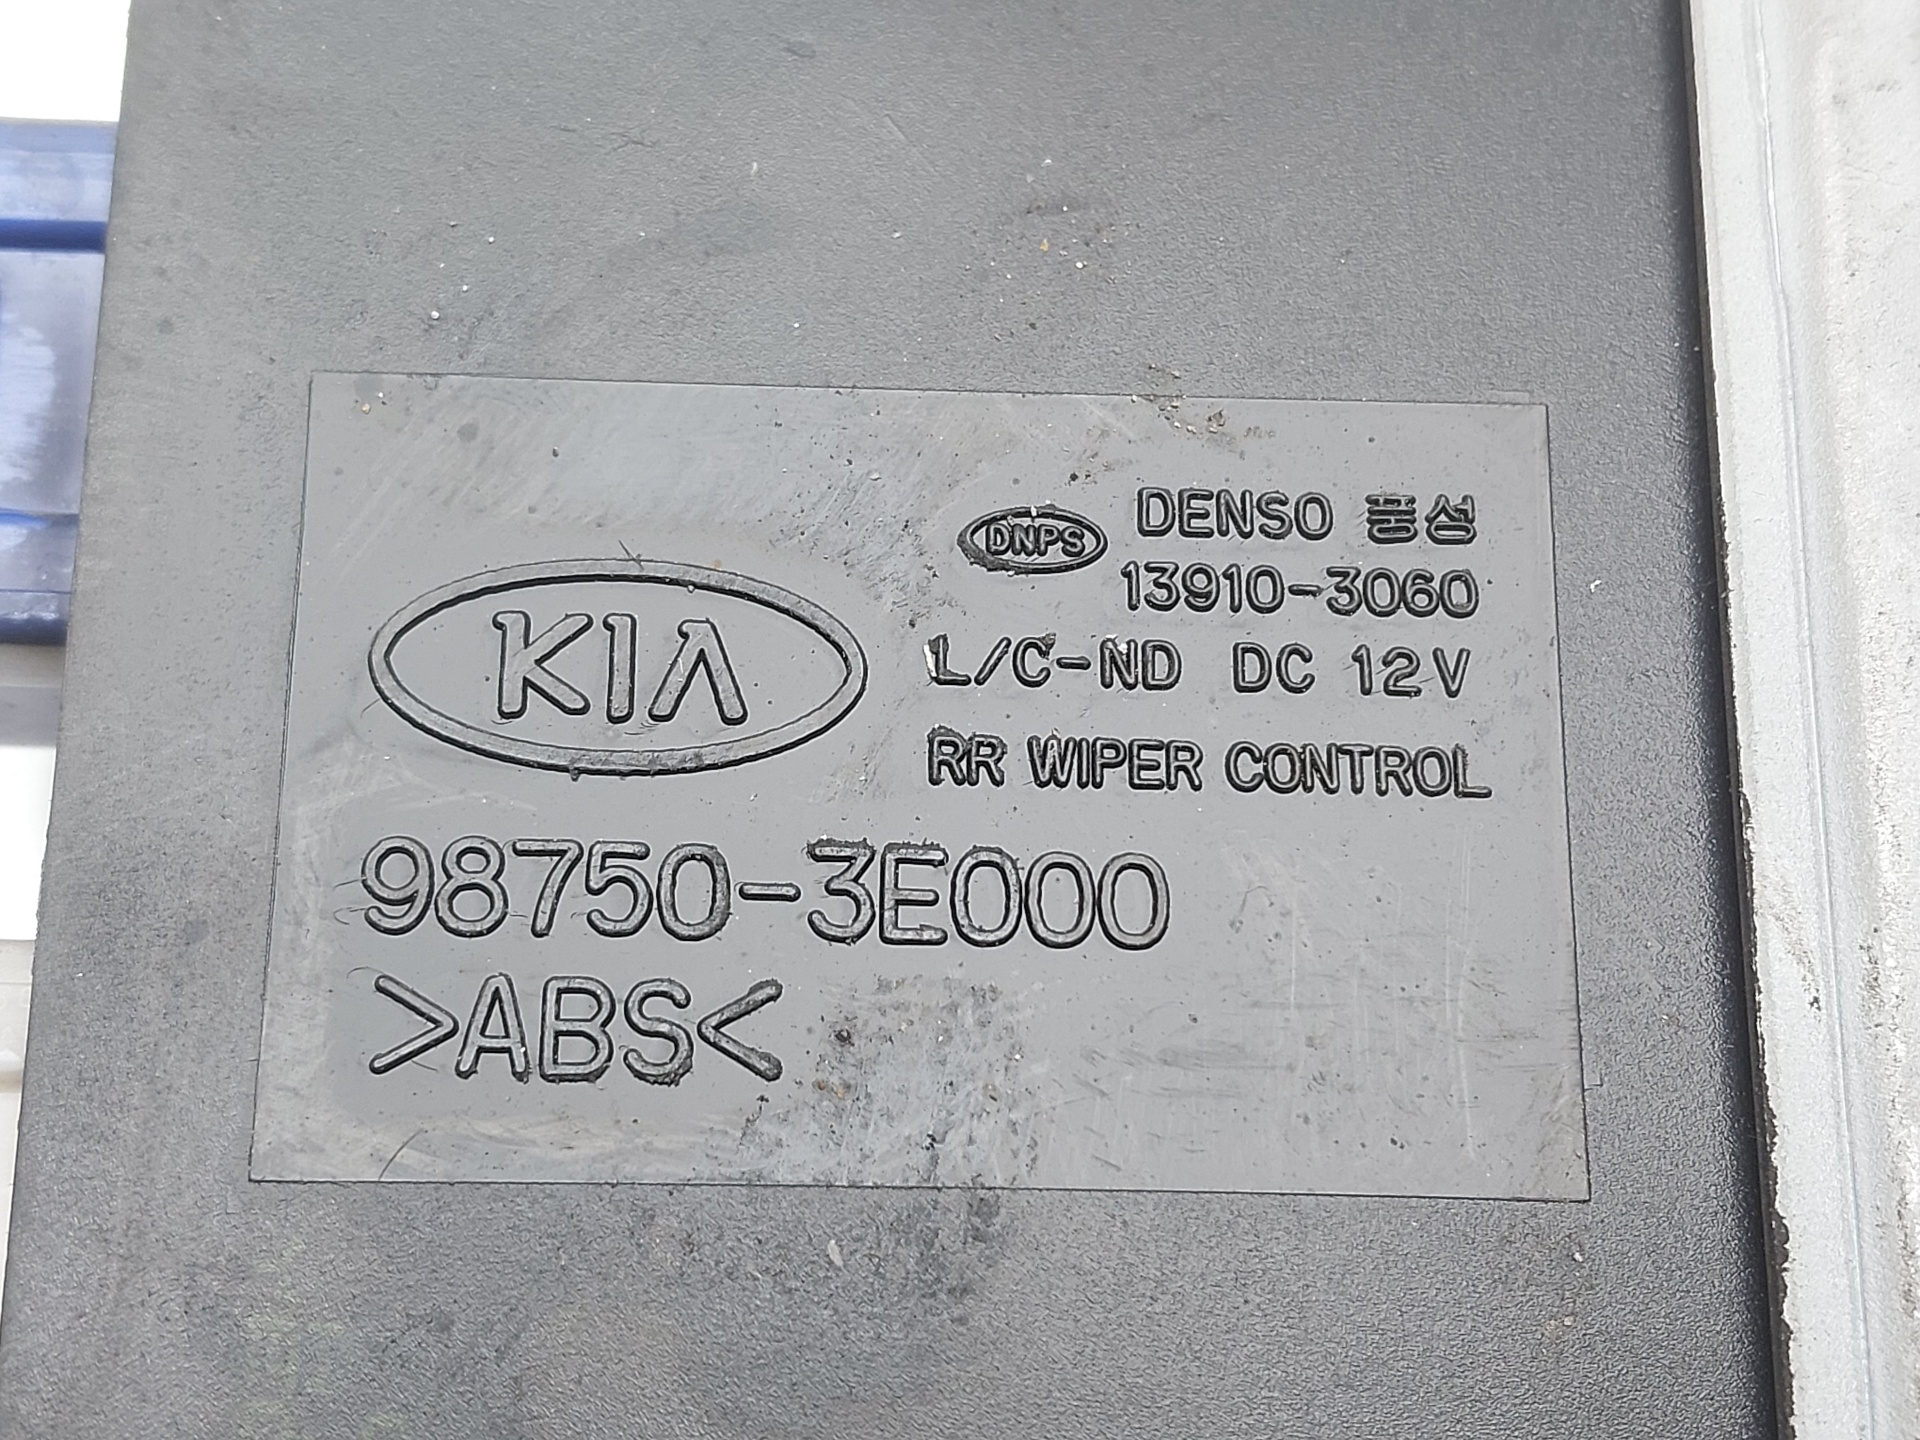 KIA
DNPS DENSO 풍성
13910-3060
L/C-ND DC 12V
RR WIPER CONTROL
98750-3E000
>ABS<